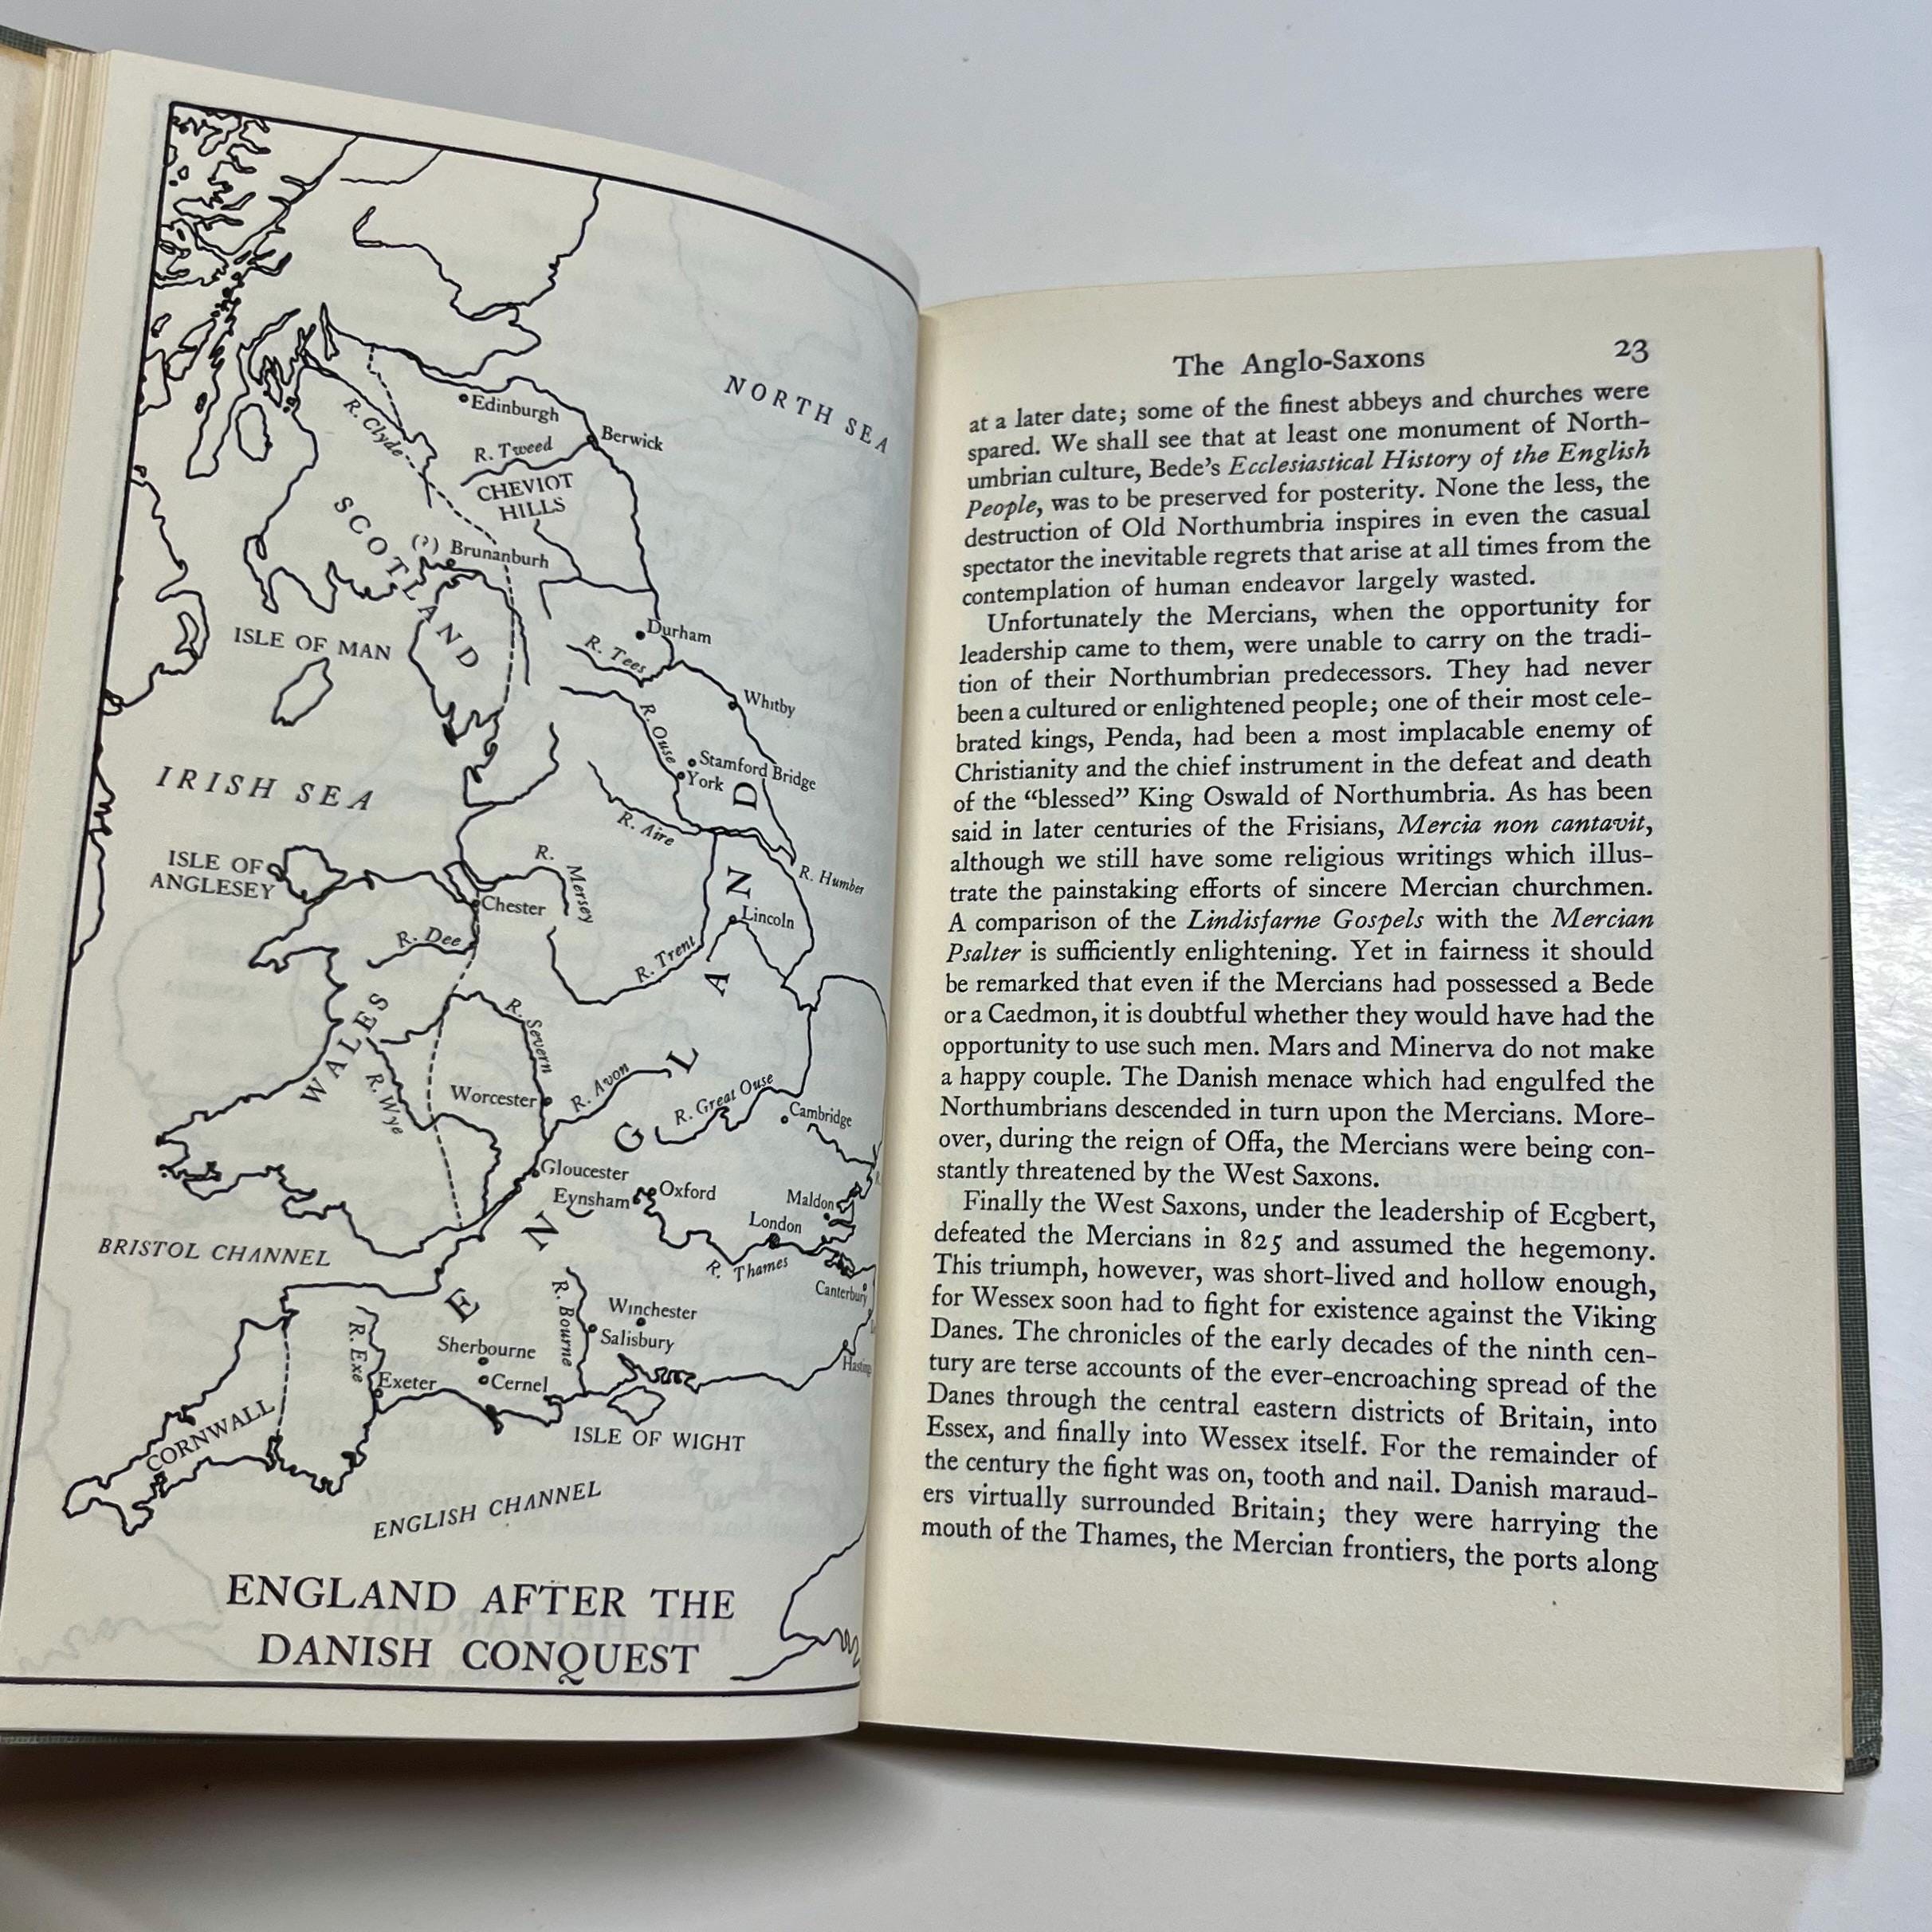 NORTH SEA
Edinburgh
R. Clyde
Berwick
R. Tweed
CHEVIOT
HILLS
SCOTLAND
(?) Brunanburh
ISLE OF MAN
Durham
R. Tees
Whitby
R. Ouse
Stamford Bridge
York
IRISH SEA
R. Aire
ISLE OF
ANGLESEY
R. Mersey
R. Humber
Chester
Lincoln
R. Dee
R. Trent
ENGLAND
WALES
R. Severn
R. Wye
Worcester
R. Avon
R. Great Ouse
Cambridge
Gloucester
Eynsham
Oxford
Maldon
London
BRISTOL CHANNEL
R. Thames
Canterbury
R. Bourne
Winchester
R. Exe
Sherbourne
Salisbury
Exeter
Cernel
CORNWALL
ISLE OF WIGHT
ENGLISH CHANNEL
ENGLAND AFTER THE
DANISH CONQUEST
The Anglo-Saxons 23
at a later date; some of the finest abbeys and churches were
spared. We shall see that at least one monument of North-
umbrian culture, Bede's Ecclesiastical History of the English
People, was to be preserved for posterity. None the less, the
destruction of Old Northumbria inspires in even the casual
spectator the inevitable regrets that arise at all times from the
contemplation of human endeavor largely wasted.
Unfortunately the Mercians, when the opportunity for
leadership came to them, were unable to carry on the tradi-
tion of their Northumbrian predecessors. They had never
been a cultured or enlightened people; one of their most cele-
brated kings, Penda, had been a most implacable enemy of
Christianity and the chief instrument in the defeat and death
of the “blessed” King Oswald of Northumbria. As has been
said in later centuries of the Frisians, Mercia non cantavit,
although we still have some religious writings which illus-
trate the painstaking efforts of sincere Mercian churchmen.
A comparison of the Lindisfarne Gospels with the Mercian
Psalter is sufficiently enlightening. Yet in fairness it should
be remarked that even if the Mercians had possessed a Bede
or a Caedmon, it is doubtful whether they would have had the
opportunity to use such men. Mars and Minerva do not make
a happy couple. The Danish menace which had engulfed the
Northumbrians descended in turn upon the Mercians. More-
over, during the reign of Offa, the Mercians were being con-
stantly threatened by the West Saxons.
Finally the West Saxons, under the leadership of Ecgbert,
defeated the Mercians in 825 and assumed the hegemony.
This triumph, however, was short-lived and hollow enough,
for Wessex soon had to fight for existence against the Viking
Danes. The chronicles of the early decades of the ninth cen-
tury are terse accounts of the ever-encroaching spread of the
Danes through the central eastern districts of Britain, into
Essex, and finally into Wessex itself. For the remainder of
the century the fight was on, tooth and nail. Danish maraud-
ers virtually surrounded Britain; they were harrying the
mouth of the Thames, the Mercian frontiers, the ports along